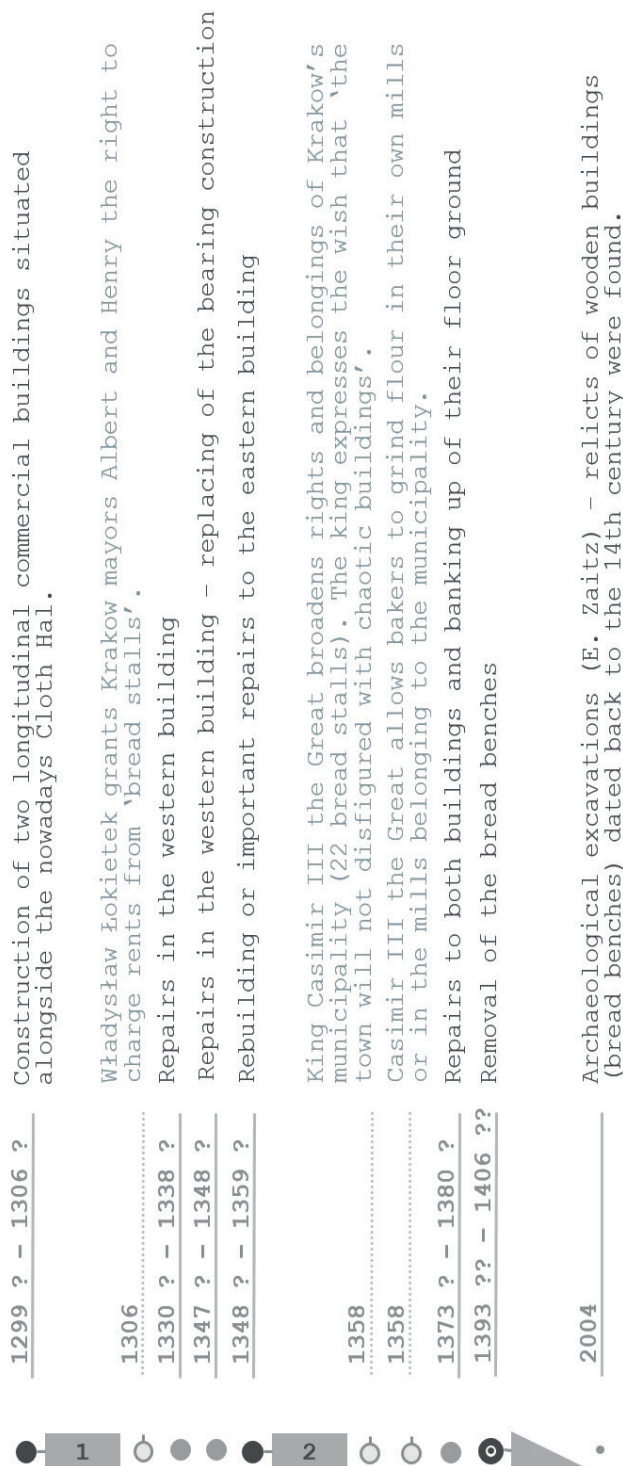 1299 ? – 1306 ?
Construction of two longitudinal commercial buildings situated
alongside the nowadays Cloth Hal.
1
1306
Władysław Łokietek grants Krakow mayors Albert and Henry the right to
charge rents from ‘bread stalls’.
1330 ? – 1338 ?
Repairs in the western building
1347 ? – 1348 ?
Repairs in the western building – replacing of the bearing construction
1348 ? – 1359 ?
Rebuilding or important repairs to the eastern building
2
1358
King Casimir III the Great broadens rights and belongings of Krakow’s
municipality (22 bread stalls). The king expresses the wish that ‘the
town will not disfigured with chaotic buildings’.
1358
Casimir III the Great allows bakers to grind flour in their own mills
or in the mills belonging to the municipality.
1373 ? – 1380 ?
Repairs to both buildings and banking up of their floor ground
1393 ?? – 1406 ??
Removal of the bread benches
2004
Archaeological excavations (E. Zaitz) – relicts of wooden buildings
(bread benches) dated back to the 14th century were found.